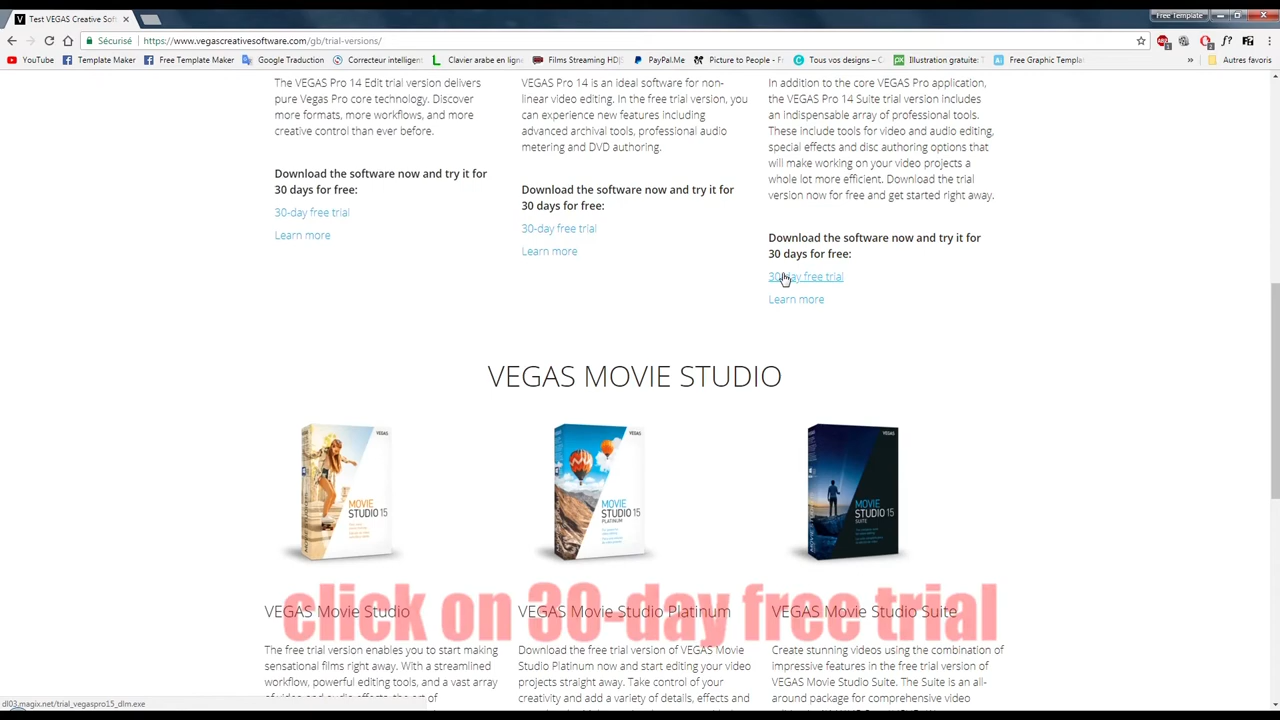 Test VEGAS Creative Soft
Free Template
Sécurisé
https://www.vegascreativesoftware.com/gb/trial-versions/
YouTube
Template Maker
Free Template Maker
Google Traduction
Correcteur intelligent
Films Streaming HD
PayPal.Me
Picture to People - F
Clavier arabe en ligne
Tous vos designs –
Illustration gratuite:
Free Graphic Templa
»
Autres favoris
The VEGAS Pro 14 Edit trial version delivers
pure Vegas Pro core technology. Discover
more formats, more workflows, and more
creative control than ever before.
Download the software now and try it for
30 days for free:
30-day free trial
Learn more
VEGAS Pro 14 is an ideal software for non-
linear video editing. In the free trial version, you
can experience new features including
advanced archival tools, professional audio
metering and DVD authoring.
Download the software now and try it for
30 days for free:
30-day free trial
Learn more
In addition to the core VEGAS Pro application,
the VEGAS Pro 14 Suite trial version includes
an indispensable array of professional tools.
These include tools for video and audio editing,
special effects and disc authoring options that
will make working on your video projects a
whole lot more efficient. Download the trial
version now for free and get started right away.
Download the software now and try it for
30 days for free:
30-day free trial
Learn more
VEGAS MOVIE STUDIO
VEGAS
MOVIE
STUDIO 15
VEGAS
MOVIE
STUDIO 15
PLATINUM
VEGAS
MOVIE
STUDIO 15
SUITE
click on 30-day free trial
VEGAS Movie Studio
The free trial version enables you to start making
sensational films right away. With a streamlined
workflow, powerful editing tools, and a vast array
of video and audio effects, the art of
VEGAS Movie Studio Platinum
Download the free trial version of VEGAS Movie
Studio Platinum now and start editing your video
projects straight away. Take control of your
creativity and add a variety of details, effects and
VEGAS Movie Studio Suite
Create stunning videos using the combination of
impressive features in the free trial version of
VEGAS Movie Studio Suite. The Suite is an all-
around package for comprehensive video
dl03.magix.net/trial_vegaspro15_dlm.exe